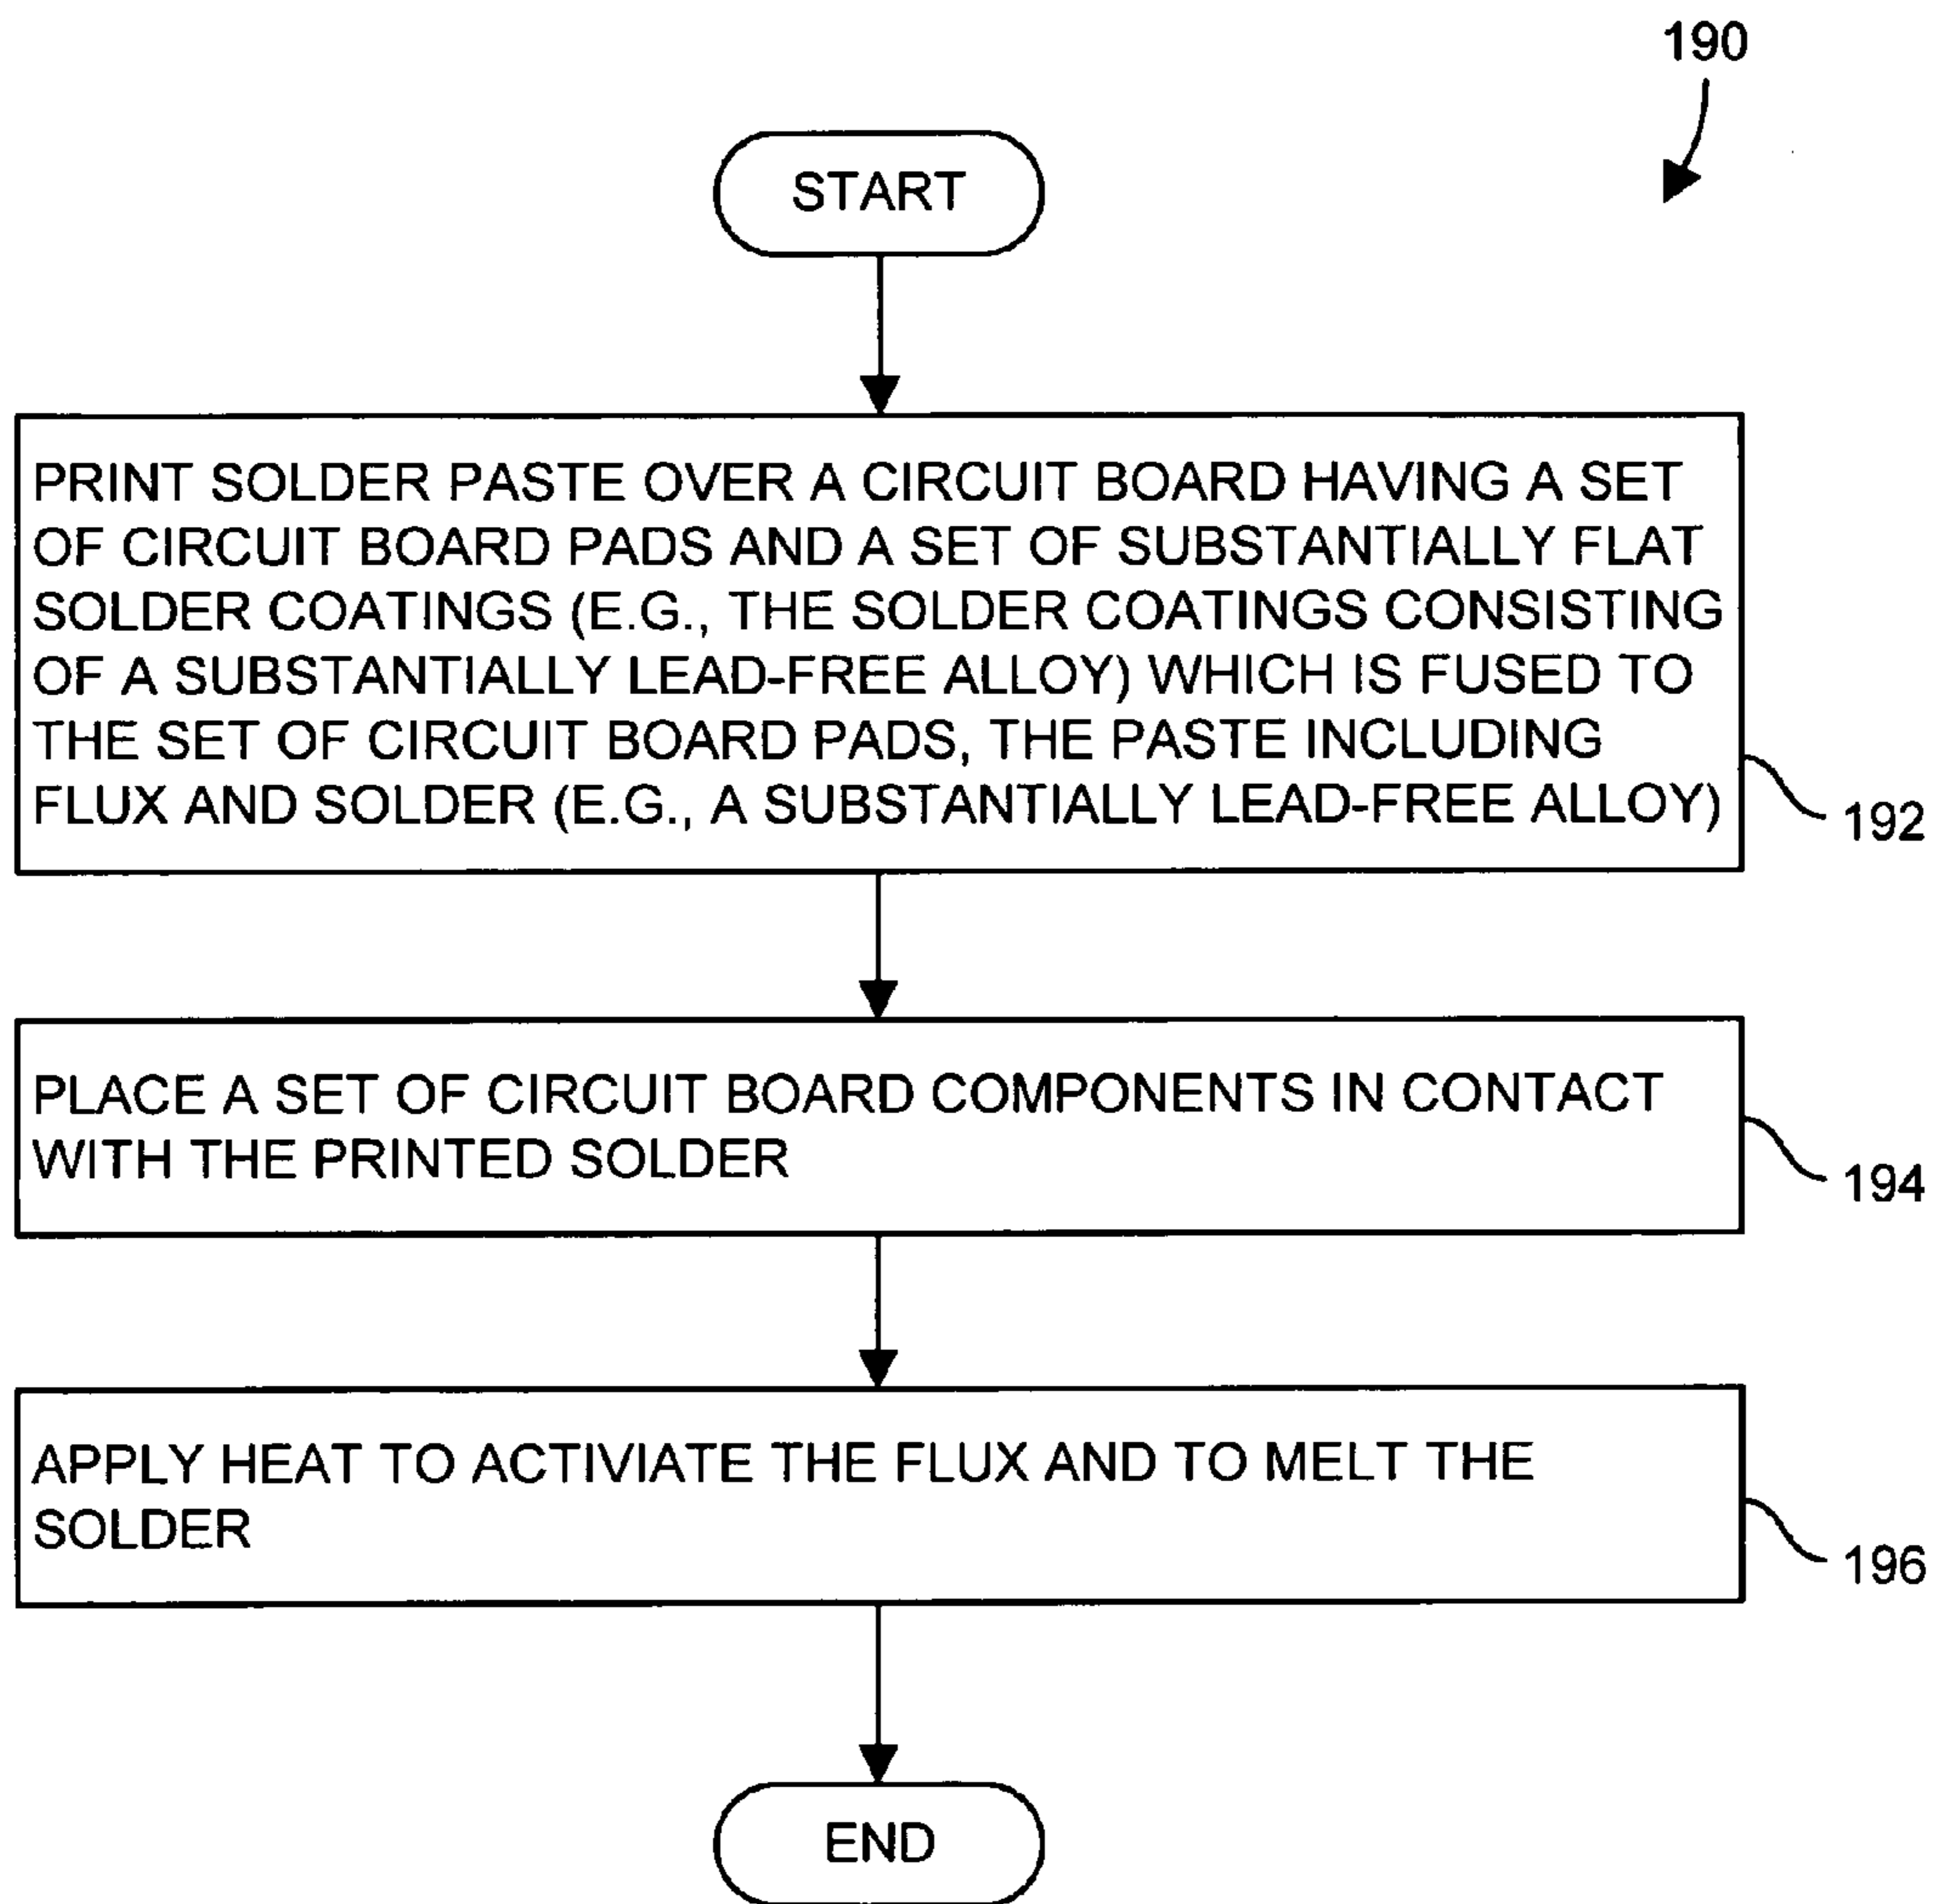 190
START
PRINT SOLDER PASTE OVER A CIRCUIT BOARD HAVING A SET
OF CIRCUIT BOARD PADS AND A SET OF SUBSTANTIALLY FLAT
SOLDER COATINGS (E.G., THE SOLDER COATINGS CONSISTING
OF A SUBSTANTIALLY LEAD-FREE ALLOY) WHICH IS FUSED TO
THE SET OF CIRCUIT BOARD PADS, THE PASTE INCLUDING
FLUX AND SOLDER (E.G., A SUBSTANTIALLY LEAD-FREE ALLOY)
192
PLACE A SET OF CIRCUIT BOARD COMPONENTS IN CONTACT
WITH THE PRINTED SOLDER
194
APPLY HEAT TO ACTIVIATE THE FLUX AND TO MELT THE
SOLDER
196
END